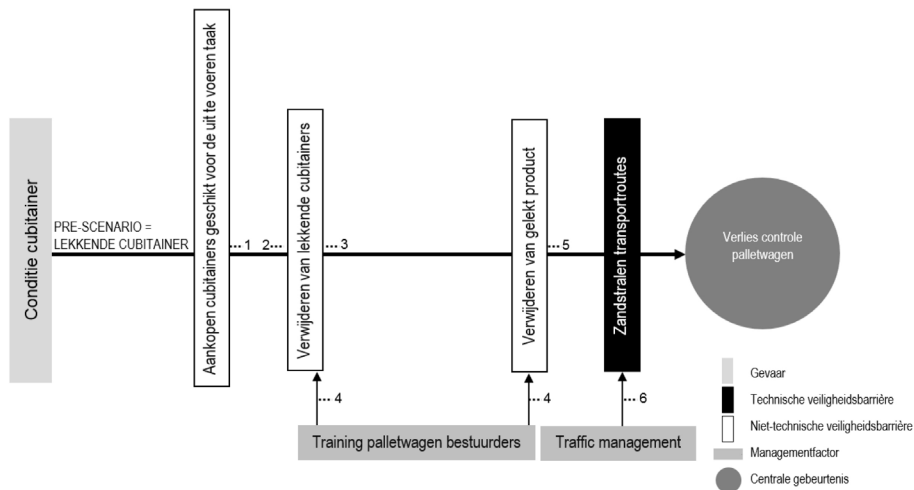 Conditie cubitainer
PRE-SCENARIO =
LEKKENDE CUBITAINER
Aankopen cubitainers geschikt voor de uit te voeren taak
... 1
2...
Verwijderen van lekkende cubitainers
... 3
Verwijderen van gelekt product
... 5
Zandstralen transportroutes
Verlies controle
palletwagen
... 4
... 4
... 6
Training palletwagen bestuurders
Traffic management
Gevaar
Technische veiligheidsbarrière
Niet-technische veiligheidsbarrière
Managementfactor
Centrale gebeurtenis